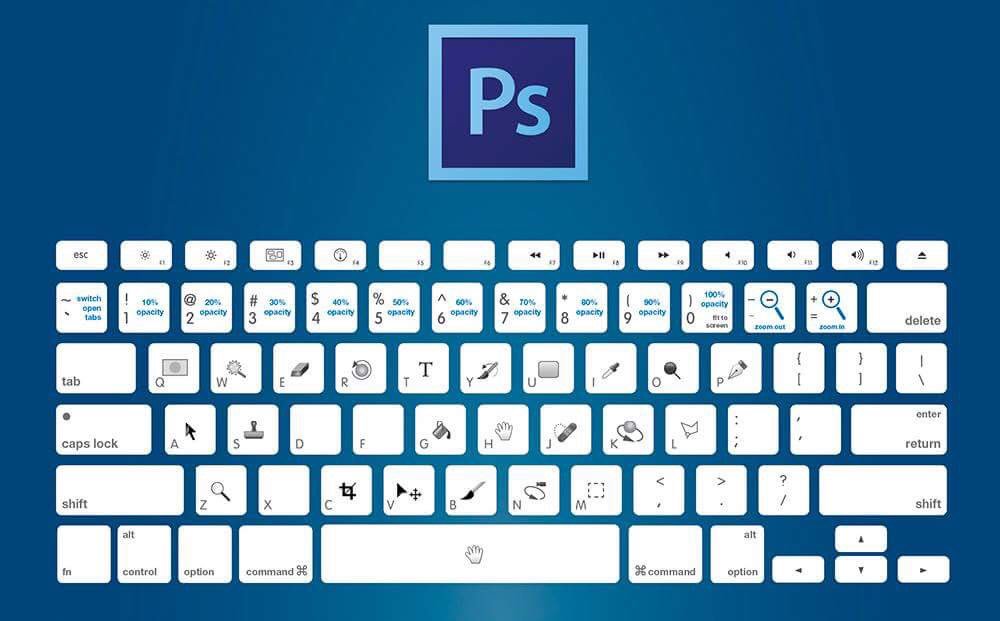 Ps
esc F1 F2 F3 F4 F5 F6 F7 F8 F9 F10 F11 F12
~ switch open tabs `
! 1 10% opacity
@ 2 20% opacity
# 3 30% opacity
$ 4 40% opacity
% 5 50% opacity
^ 6 60% opacity
& 7 70% opacity
* 8 80% opacity
( 9 90% opacity
) 0 100% opacity fit to screen
– - zoom out
+ = zoom in
delete
tab Q W E R T T Y U I O P { [ } ] | \
caps lock A S D F G H J K L : ; ' , enter return
shift Z X C V B N M < , > . ? / shift
fn alt control option command ⌘ ⌘ command alt option ◄ ▲ ▼ ►